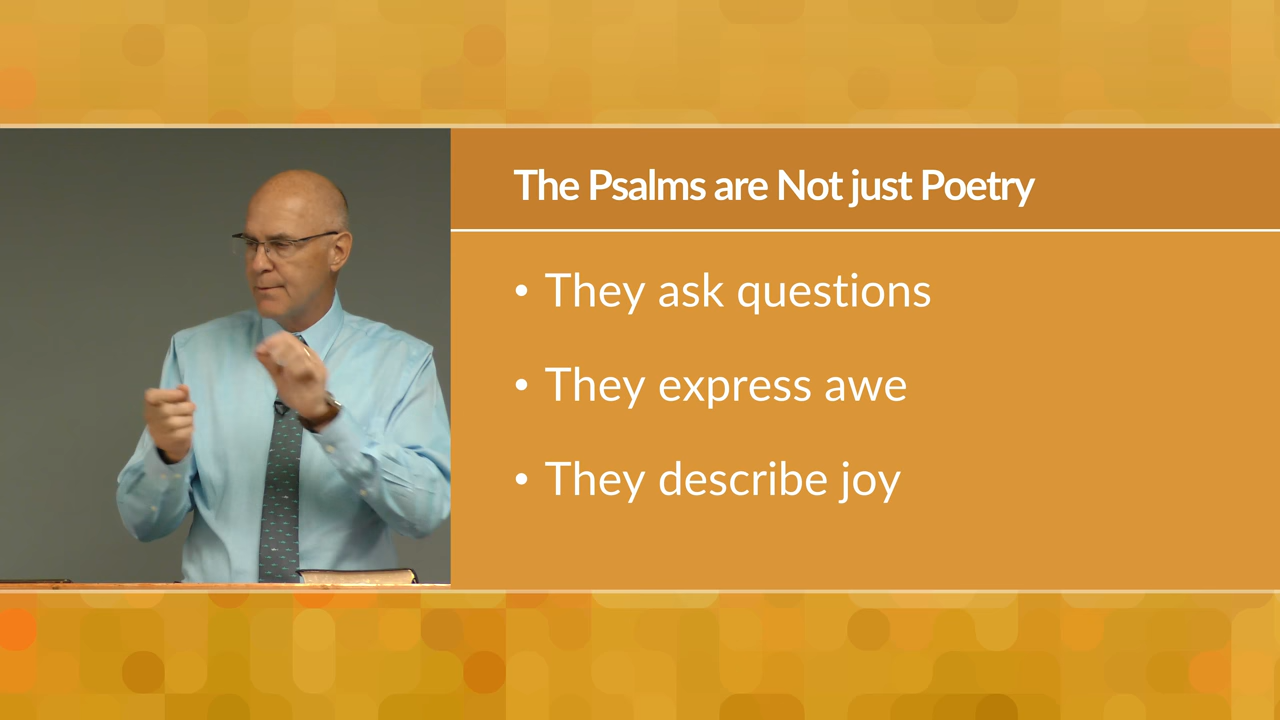 The Psalms are Not just Poetry
• They ask questions
• They express awe
• They describe joy